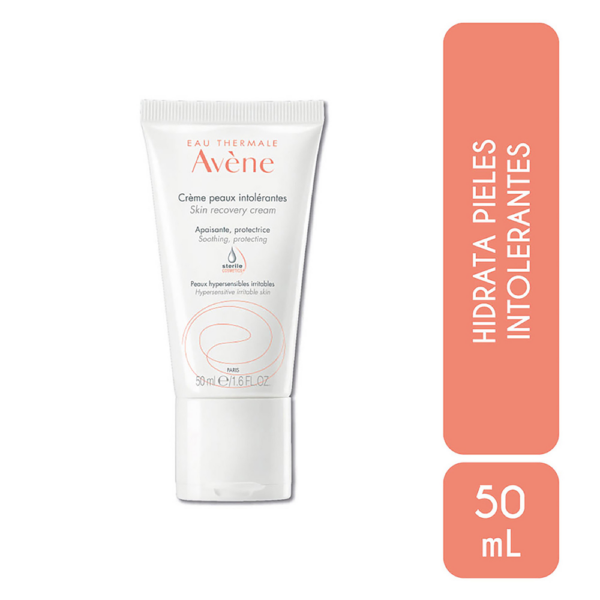 EAU THERMALE
Avène
Crème peaux intolérantes
Skin recovery cream
Apaisante, protectrice
Soothing, protecting
sterile
COSMETICS
Peaux hypersensibles irritables
Hypersensitive irritable skin
PARIS
50 ml ℮/1.6 FL.OZ.
HIDRATA PIELES
INTOLERANTES
50
mL